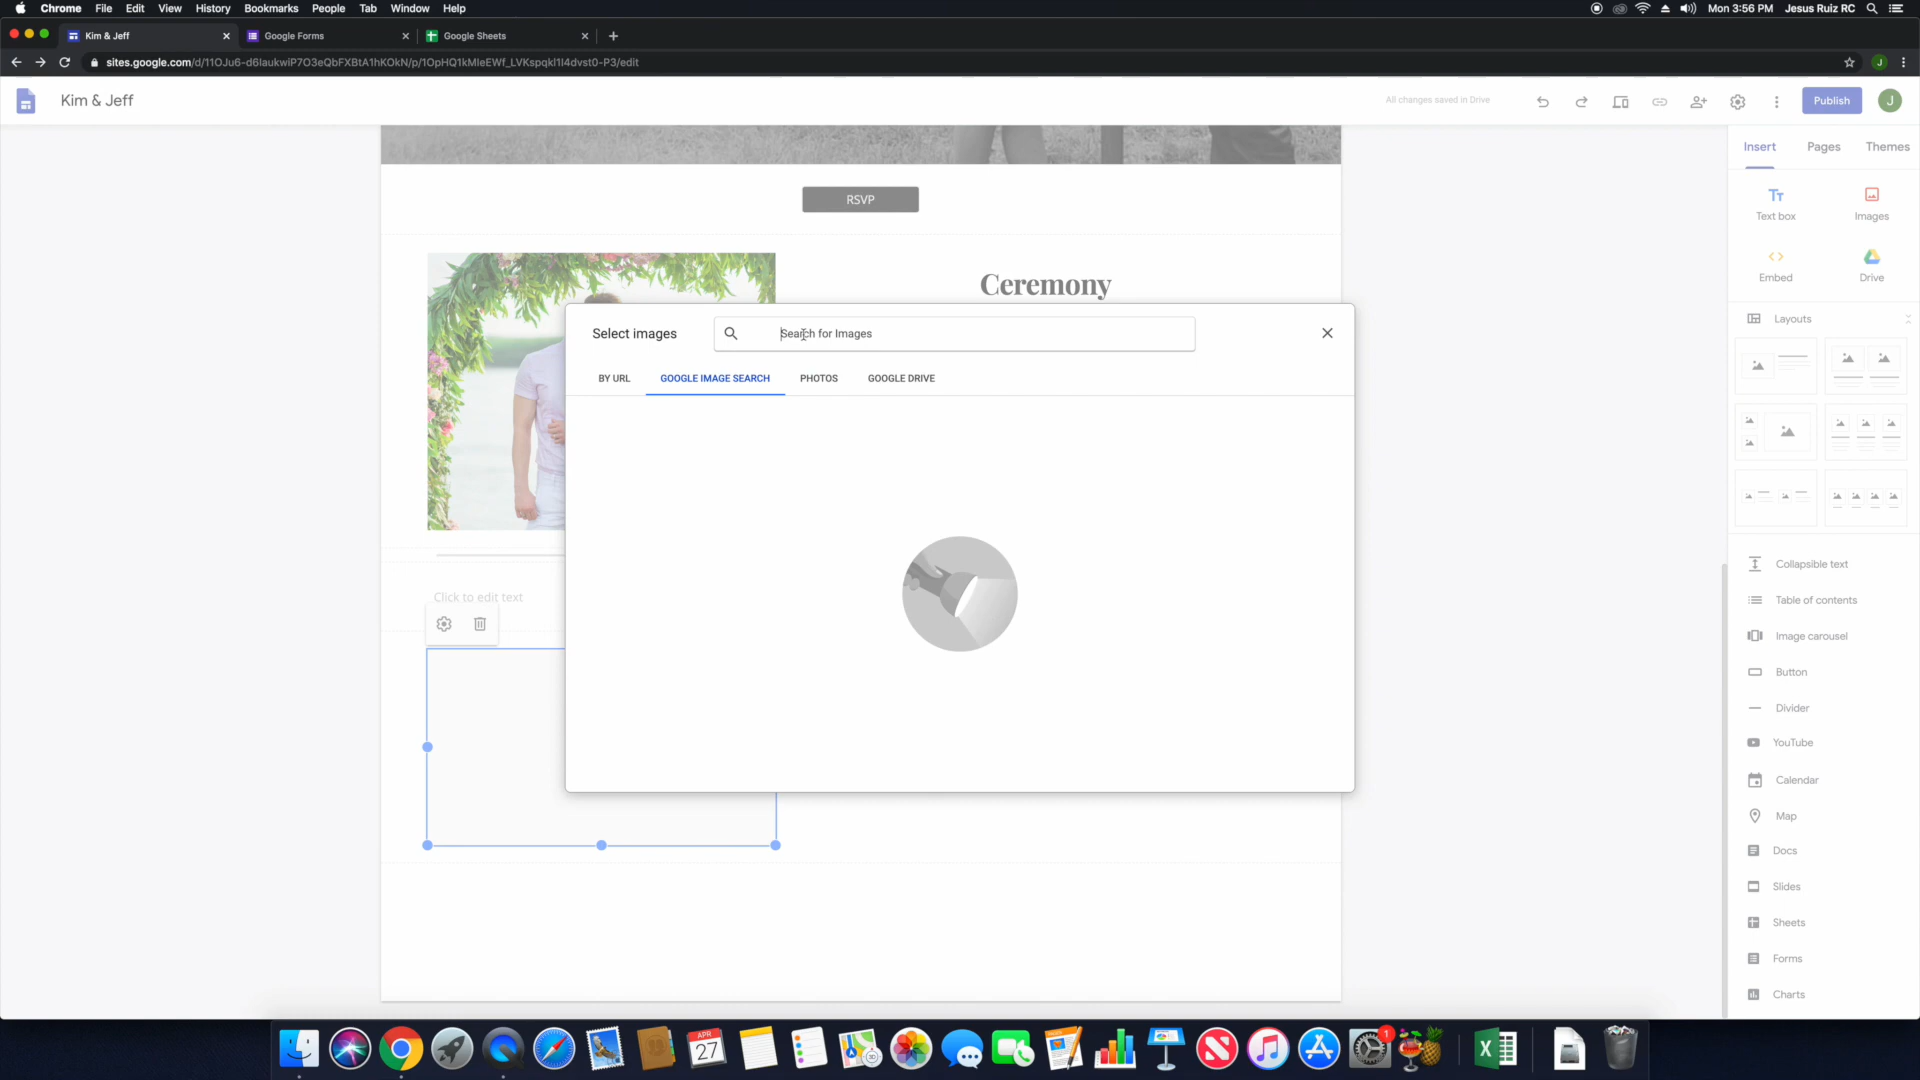 Chrome File Edit View History Bookmarks People Tab Window Help
Mon 3:56 PM Jesus Ruiz RC
Kim & Jeff
Google Forms
Google Sheets
sites.google.com/d/11OJu6-d6IaukwiP7O3eQbFXBtA1hKOkN/p/1OpHQ1kMIeEWf_LVKspqkl1I4dvst0-P3/edit
J
Kim & Jeff
All changes saved in Drive
Publish
J
Insert Pages Themes
RSVP
Text box Images
Embed Drive
Ceremony
Layouts
Select images
Search for Images
BY URL GOOGLE IMAGE SEARCH PHOTOS GOOGLE DRIVE
Click to edit text
Collapsible text
Table of contents
Image carousel
Button
Divider
YouTube
Calendar
Map
Docs
Slides
Sheets
Forms
Charts
APR
27
1